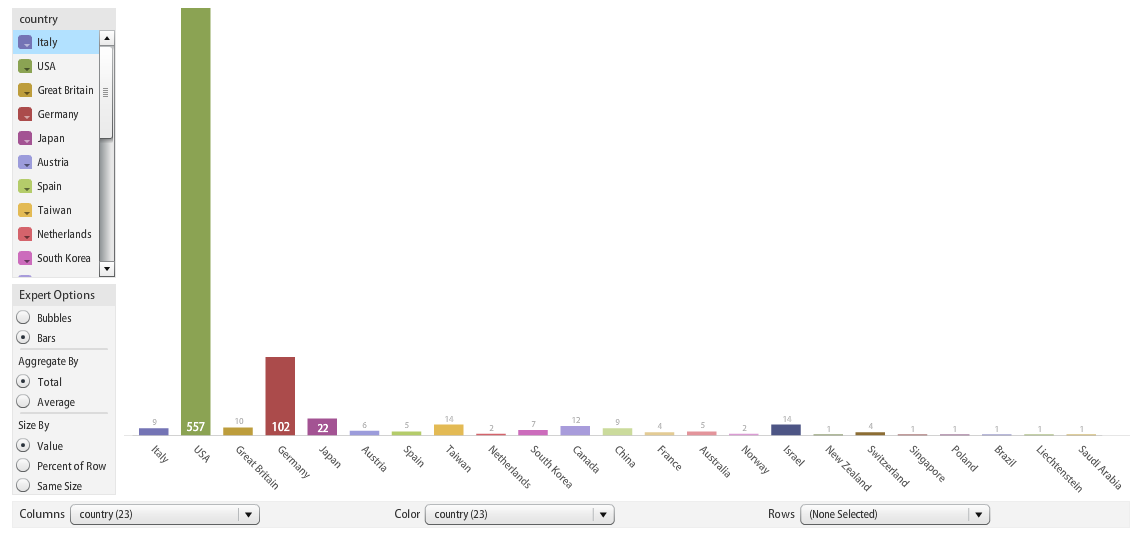 country
Italy
USA
Great Britain
Germany
Japan
Austria
Spain
Taiwan
Netherlands
South Korea
Expert Options
Bubbles
Bars
Aggregate By
Total
Average
Size By
Value
Percent of Row
Same Size
9 557 10 102 22 6 5 14 2 7 12 9 4 5 2 14 1 4 1 1 1 1 1
Italy USA Great Britain Germany Japan Austria Spain Taiwan Netherlands South Korea Canada China France Australia Norway Israel New Zealand Switzerland Singapore Poland Brazil Liechtenstein Saudi Arabia
Columns country (23) Color country (23) Rows (None Selected)